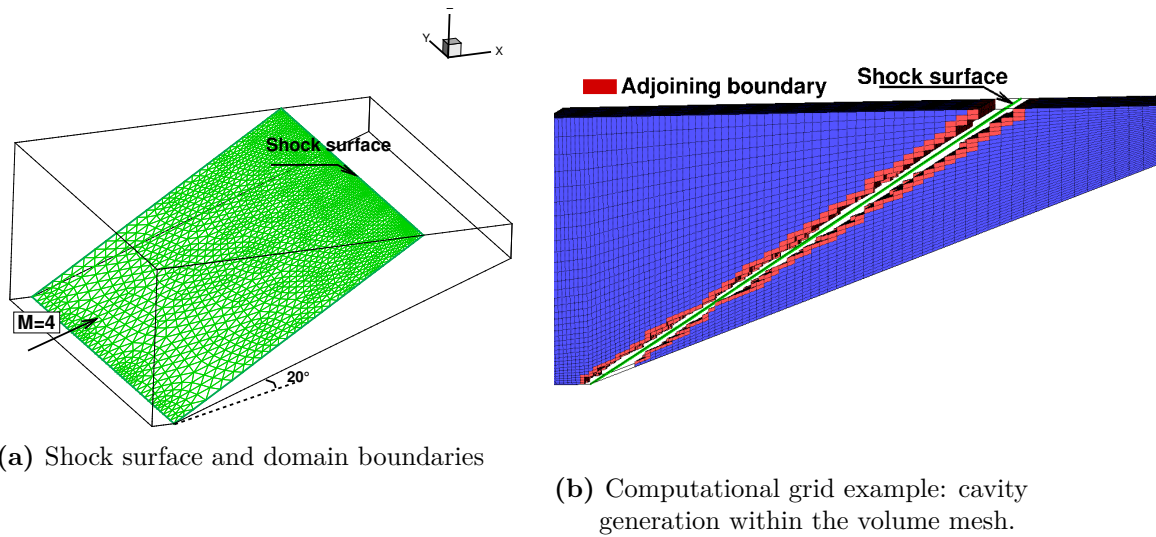 Y
X
Shock surface
M=4
20°
(a) Shock surface and domain boundaries
Adjoining boundary
Shock surface
(b) Computational grid example: cavity
generation within the volume mesh.